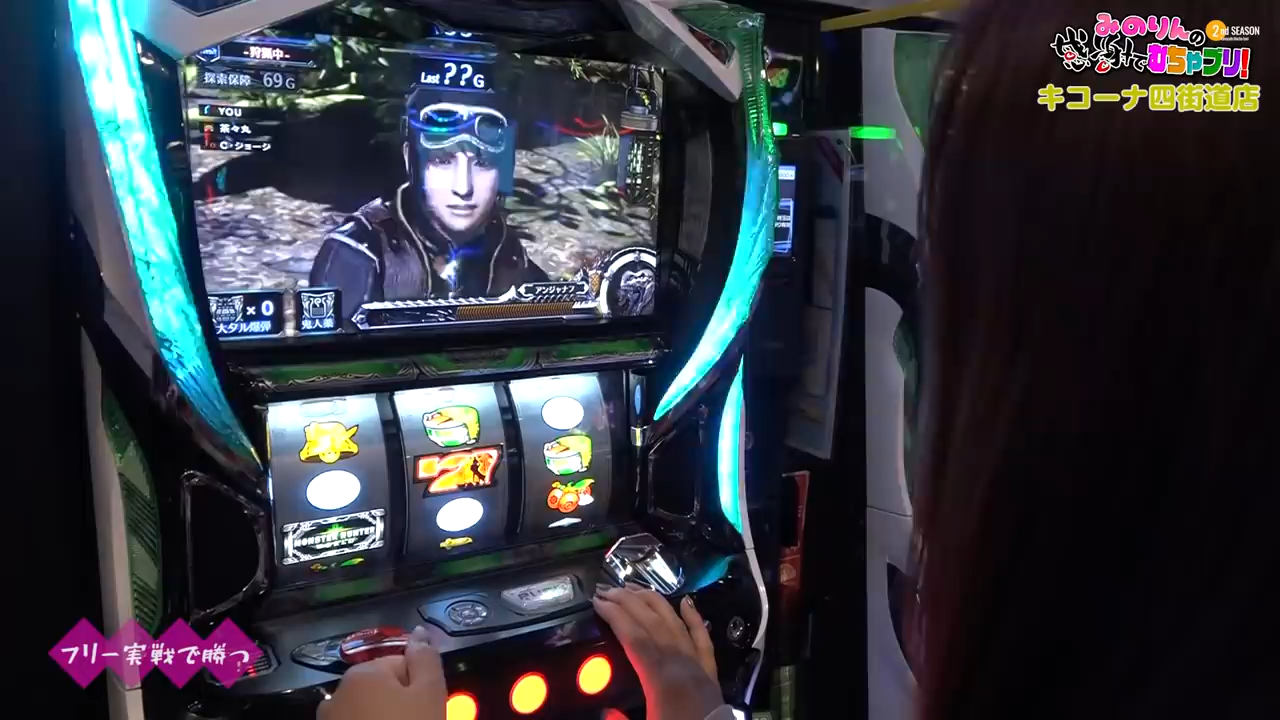 -狩猟中-
探索保障 69G
Last ??G
YOU
茶々丸
C・ジョージ
アンジャナフ
×0
大タル爆弾
鬼人薬
MONSTER HUNTER
みのりんの
感謝でむちゃブリ!
2nd SEASON
キコーナ四街道店
フリー実戦で勝つ